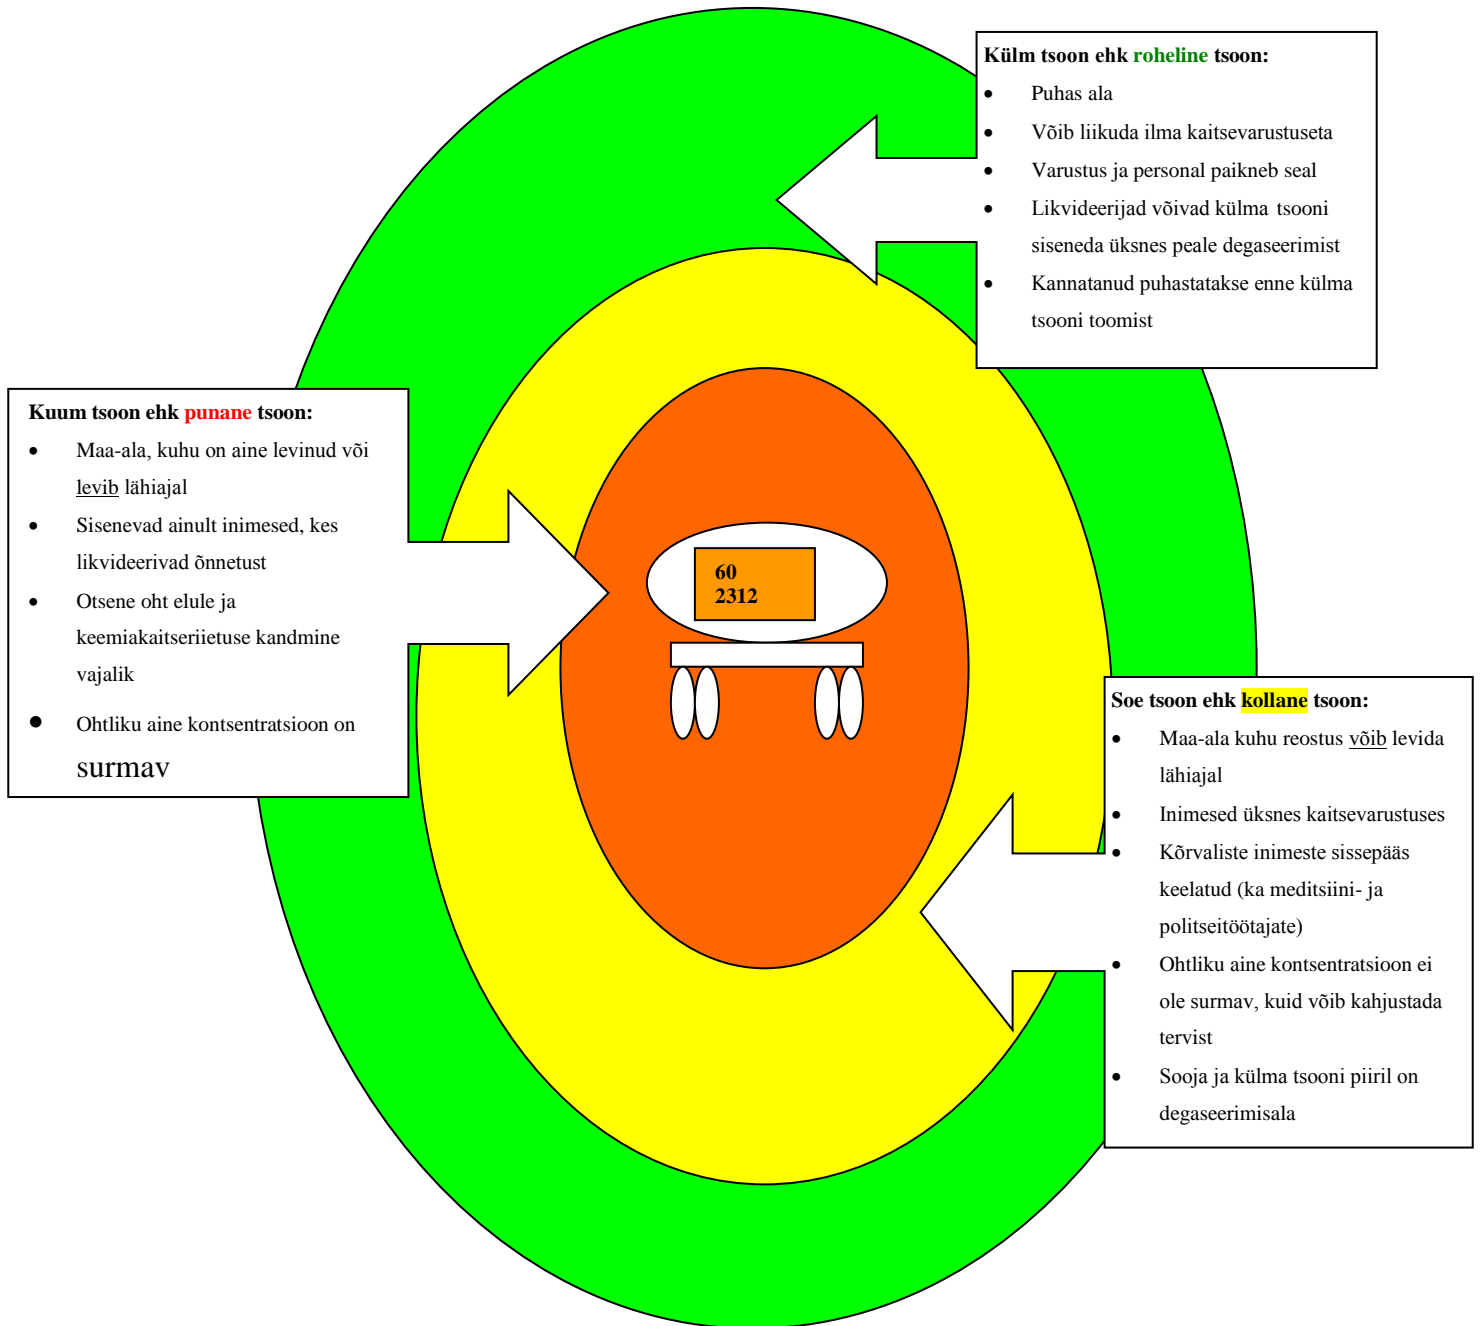 Külm tsoon ehk roheline tsoon:
• Puhas ala
• Võib liikuda ilma kaitsevarustuseta
• Varustus ja personal paikneb seal
• Likvideerijad võivad külma tsooni
siseneda üksnes peale degaseerimist
• Kannatanud puhastatakse enne külma
tsooni toomist
Kuum tsoon ehk punane tsoon:
• Maa-ala, kuhu on aine levinud või
levib lähiajal
• Sisenevad ainult inimesed, kes
likvideerivad õnnetust
• Otsene oht elule ja
keemiakaitseriietuse kandmine
vajalik
• Ohtliku aine kontsentratsioon on
surmav
60
2312
Soe tsoon ehk kollane tsoon:
• Maa-ala kuhu reostus võib levida
lähiajal
• Inimesed üksnes kaitsevarustuses
• Kõrvaliste inimeste sissepääs
keelatud (ka meditsiini- ja
politseitöötajate)
• Ohtliku aine kontsentratsioon ei
ole surmav, kuid võib kahjustada
tervist
• Sooja ja külma tsooni piiril on
degaseerimisala